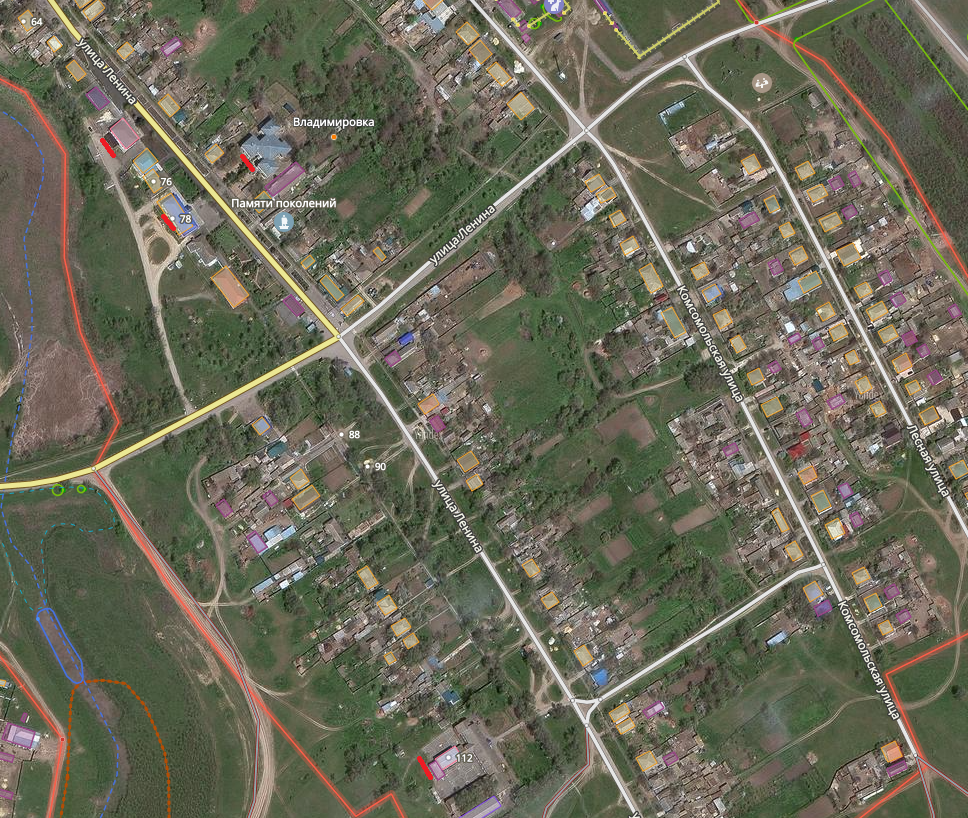 64
улица Ленина
Владимировка
76
Памяти поколений
78
улица Ленина
Комсомольская улица
88
90
улица Ленина
Лесная улица
Комсомольская улица
112